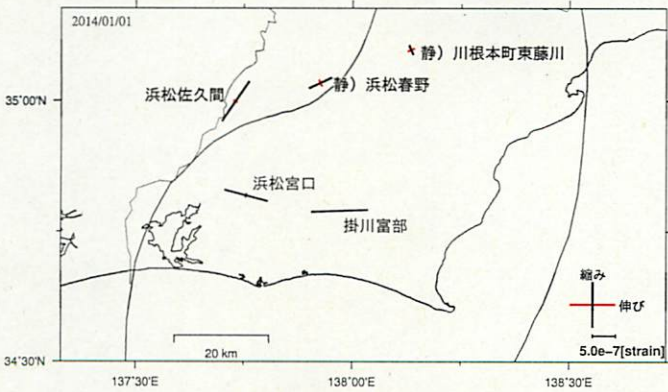 2014/01/01
静）川根本町東藤川
静）浜松春野
浜松佐久間
35°00'N
浜松宮口
掛川富部
縮み
伸び
5.0e-7[strain]
20 km
34°30'N
137°30'E
138°00'E
138°30'E